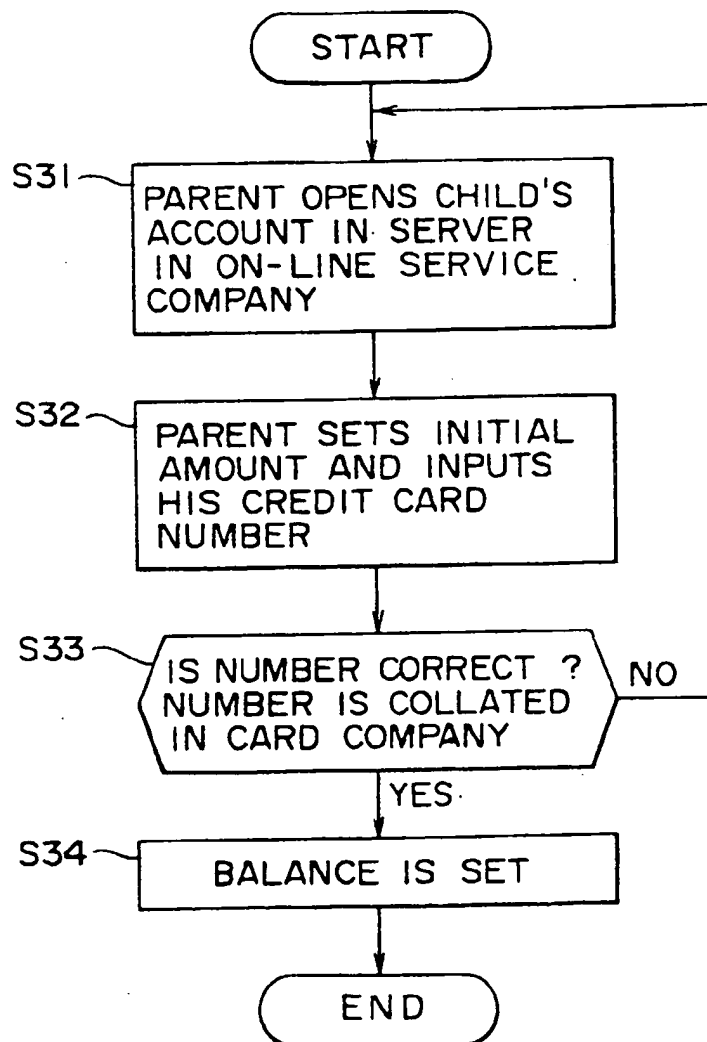 START
S31
PARENT OPENS CHILD'S
ACCOUNT IN SERVER
IN ON-LINE SERVICE
COMPANY
S32
PARENT SETS INITIAL
AMOUNT AND INPUTS
HIS CREDIT CARD
NUMBER
S33
IS NUMBER CORRECT ?
NUMBER IS COLLATED
IN CARD COMPANY
NO
YES
S34
BALANCE IS SET
END